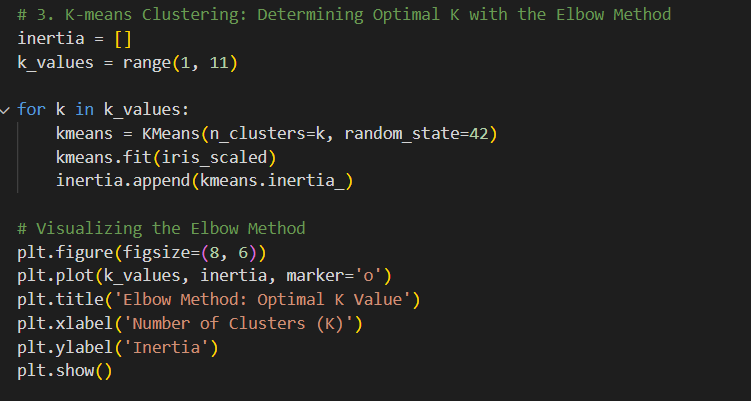 # 3. K-means Clustering: Determining Optimal K with the Elbow Method
inertia = []
k_values = range(1, 11)
for k in k_values:
    kmeans = KMeans(n_clusters=k, random_state=42)
    kmeans.fit(iris_scaled)
    inertia.append(kmeans.inertia_)
# Visualizing the Elbow Method
plt.figure(figsize=(8, 6))
plt.plot(k_values, inertia, marker='o')
plt.title('Elbow Method: Optimal K Value')
plt.xlabel('Number of Clusters (K)')
plt.ylabel('Inertia')
plt.show()